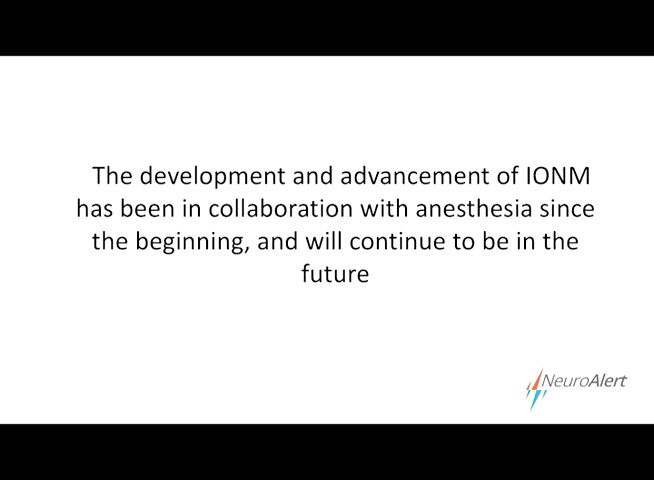 The development and advancement of IONM
has been in collaboration with anesthesia since
the beginning, and will continue to be in the
future
NeuroAlert